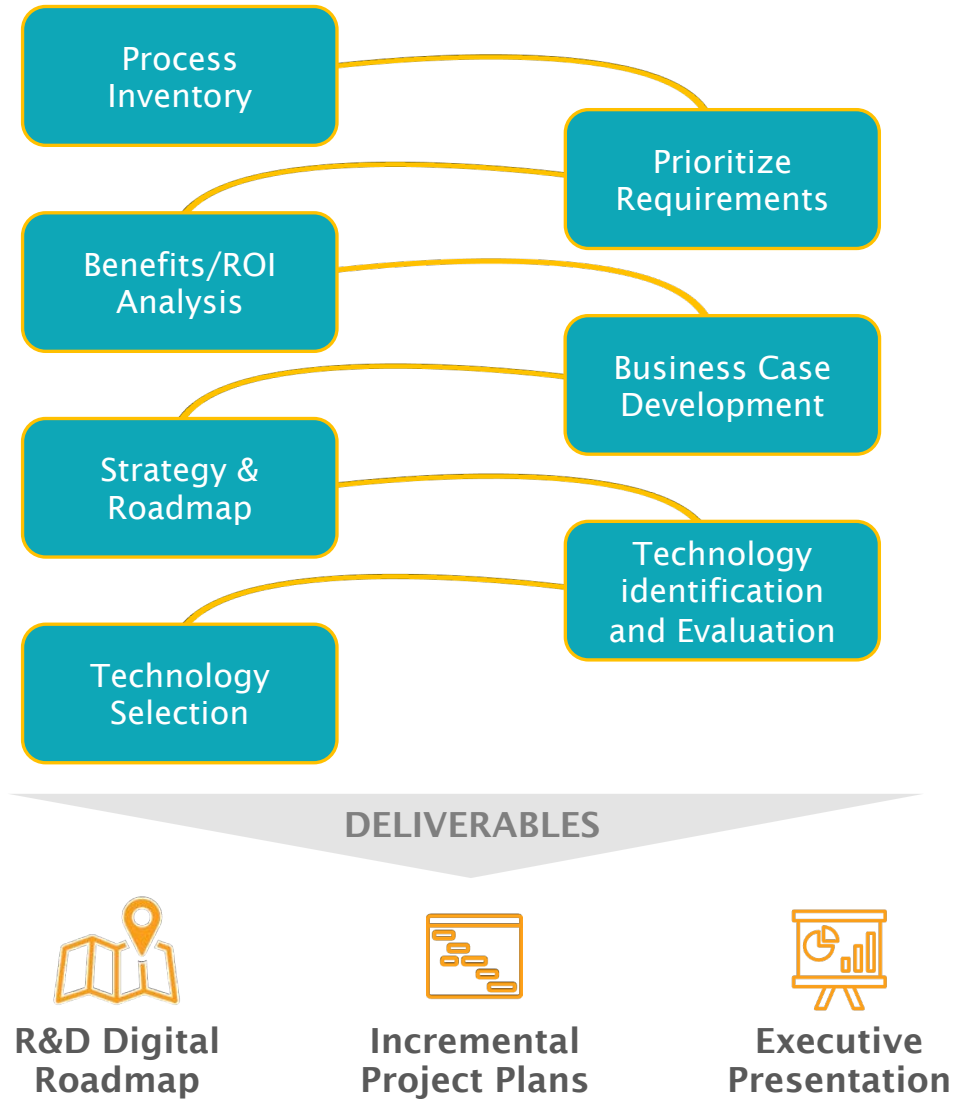 Process
Inventory
Prioritize
Requirements
Benefits/ROI
Analysis
Business Case
Development
Strategy &
Roadmap
Technology
identification
and Evaluation
Technology
Selection
DELIVERABLES
R&D Digital
Roadmap
Incremental
Project Plans
Executive
Presentation